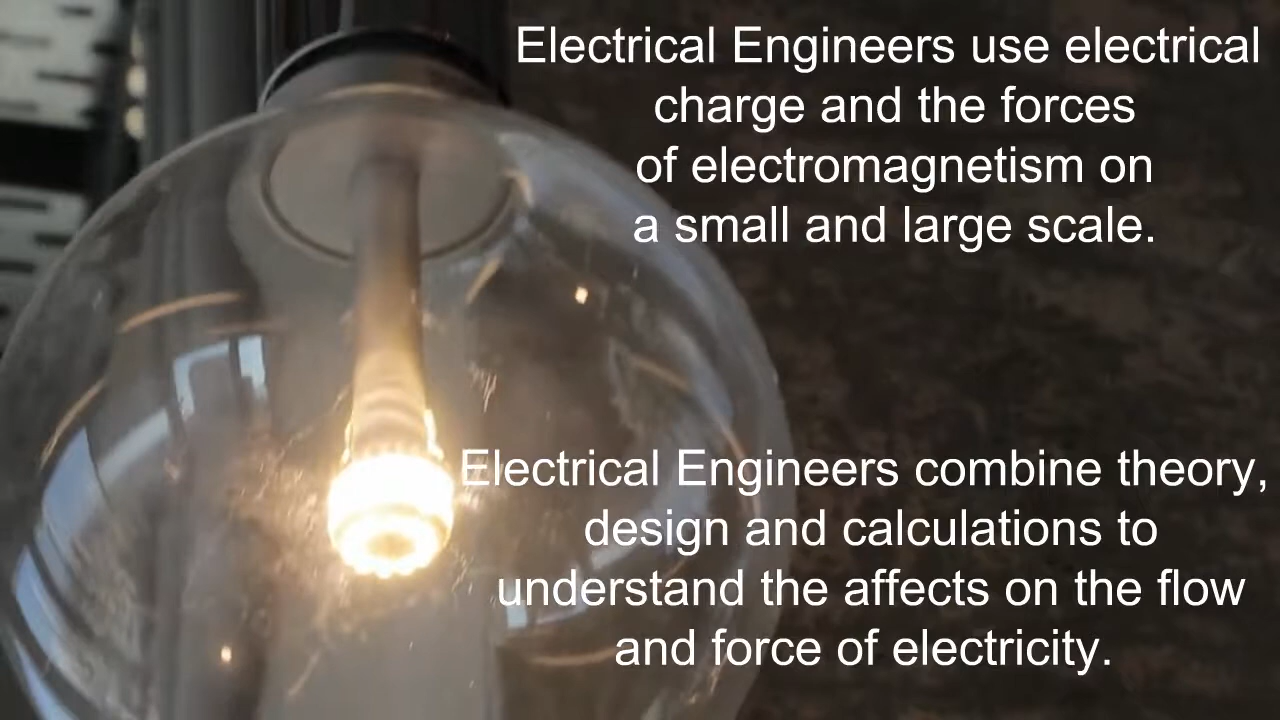 Electrical Engineers use electrical
charge and the forces
of electromagnetism on
a small and large scale.
Electrical Engineers combine theory,
design and calculations to
understand the affects on the flow
and force of electricity.